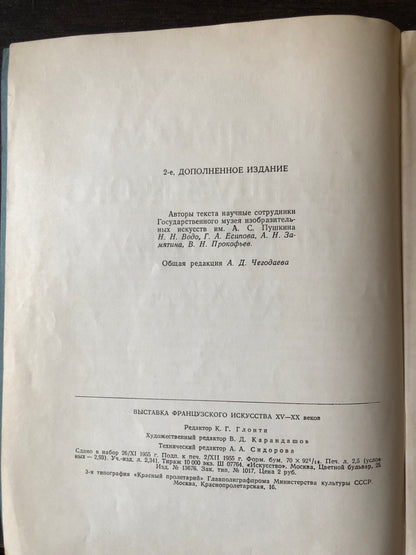 2-е, ДОПОЛНЕННОЕ ИЗДАНИЕ
Авторы текста научные сотрудники
Государственного музея изобразитель-
ных искусств им. А. С. Пушкина
Н. Н. Водо, Г. А. Есипова, А. Н. За-
мятина, В. Н. Прокофьев.
Общая редакция А. Д. Чегодаева
ВЫСТАВКА ФРАНЦУЗСКОГО ИСКУССТВА XV—XX веков
Редактор К. Г. Глонти
Художественный редактор В. Д. Карандашов
Технический редактор А. А. Сидорова
Сдано в набор 26/XI 1955 г. Подп. к печ. 2/XII 1955 г. Форм. бум. 70 × 92¹/₁₆. Печ. л. 2,5 (услов-
ных — 2,93). Уч.-изд. л. 2,341. Тираж 10 000 экз. Ш 07764. «Искусство». Москва, Цветной бульвар, 25
Изд. № 13676. Зак. тип. № 1017. Цена 2 руб.
3-я типография «Красный пролетарий» Главполиграфпрома Министерства культуры СССР.
Москва, Краснопролетарская, 16.